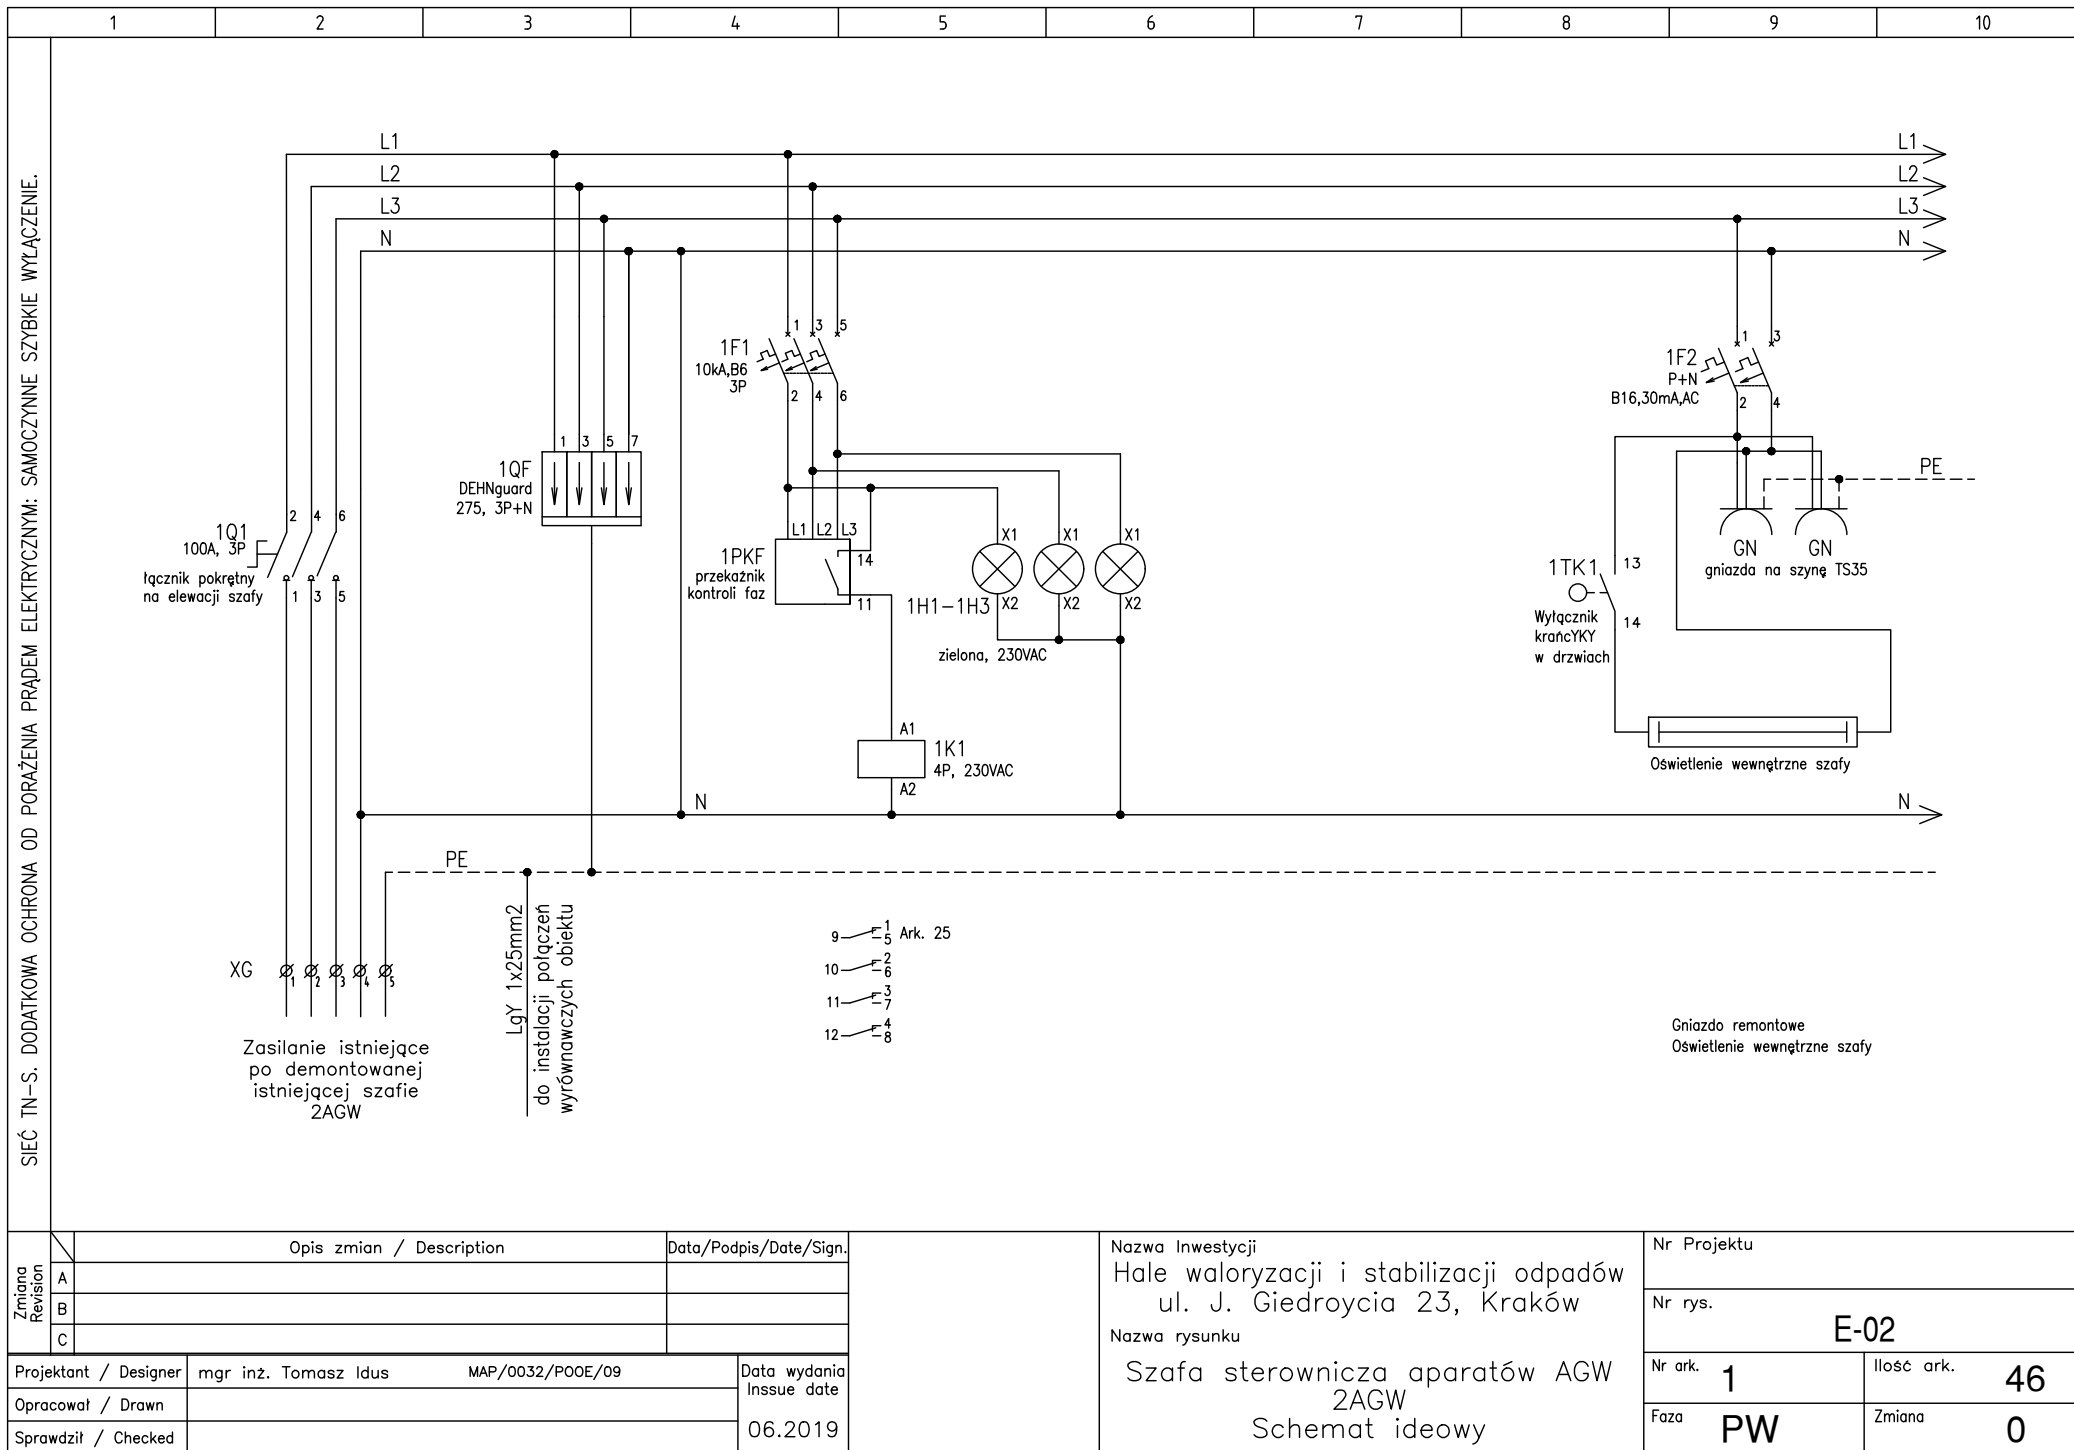 1 2 3 4 5 6 7 8 9 10
SIEĆ TN-S. DODATKOWA OCHRONA OD PORAŻENIA PRĄDEM ELEKTRYCZNYM: SAMOCZYNNE SZYBKIE WYŁĄCZENIE.
L1 L1
L2 L2
L3 L3
N N
1Q1
100A, 3P
łącznik pokrętny
na elewacji szafy
2 4 6
1 3 5
1QF
DEHNguard
275, 3P+N
1 3 5 7
1F1
10kA,B6
3P
1 3 5
2 4 6
1PKF
przekaźnik
kontroli faz
L1 L2 L3
14
11
X1 X1 X1
1H1-1H3 X2 X2 X2
zielona, 230VAC
A1
1K1
4P, 230VAC
A2
1F2
P+N
B16,30mA,AC
1 3
2 4
PE
GN GN
gniazda na szynę TS35
1TK1 13
14
Wyłącznik
krańcYKY
w drzwiach
Oświetlenie wewnętrzne szafy
N N
PE
XG 1 2 3 4 5
Zasilanie istniejące
po demontowanej
istniejącej szafie
2AGW
LgY 1x25mm2
do instalacji połączeń
wyrównawczych obiektu
9 1 5 Ark. 25
10 2 6
11 3 7
12 4 8
Gniazdo remontowe
Oświetlenie wewnętrzne szafy
Zmiana
Revision
Opis zmian / Description Data/Podpis/Date/Sign.
A
B
C
Projektant / Designer mgr inż. Tomasz Idus MAP/0032/POOE/09
Opracował / Drawn
Sprawdził / Checked
Data wydania
Inssue date
06.2019
Nazwa Inwestycji
Hale waloryzacji i stabilizacji odpadów
ul. J. Giedroycia 23, Kraków
Nazwa rysunku
Szafa sterownicza aparatów AGW
2AGW
Schemat ideowy
Nr Projektu
Nr rys.
E-02
Nr ark. 1 Ilość ark. 46
Faza PW Zmiana 0